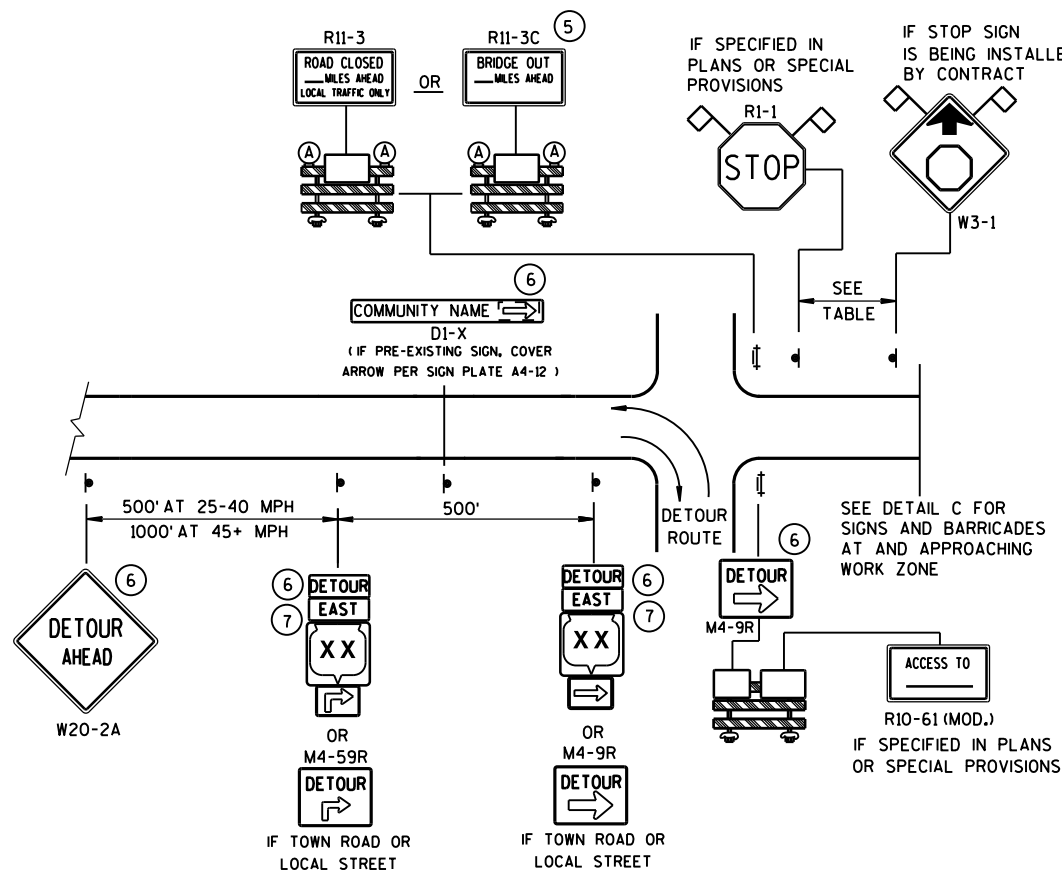 R11-3
ROAD CLOSED
___MILES AHEAD
LOCAL TRAFFIC ONLY
OR
R11-3C
5
BRIDGE OUT
___MILES AHEAD
A
A
A
A
IF SPECIFIED IN
PLANS OR SPECIAL
PROVISIONS
R1-1
STOP
IF STOP SIGN
IS BEING INSTALLE
BY CONTRACT
W3-1
SEE
TABLE
6
COMMUNITY NAME
D1-X
(IF PRE-EXISTING SIGN, COVER
ARROW PER SIGN PLATE A4-12 )
500' AT 25-40 MPH
1000' AT 45+ MPH
500'
DETOUR
ROUTE
SEE DETAIL C FOR
SIGNS AND BARRICADES
AT AND APPROACHING
WORK ZONE
6
DETOUR
AHEAD
W20-2A
6
7
DETOUR
EAST
XX
OR
M4-59R
DETOUR
IF TOWN ROAD OR
LOCAL STREET
DETOUR
EAST
XX
6
7
OR
M4-9R
DETOUR
IF TOWN ROAD OR
LOCAL STREET
6
DETOUR
M4-9R
ACCESS TO
R10-61 (MOD.)
IF SPECIFIED IN PLANS
OR SPECIAL PROVISIONS